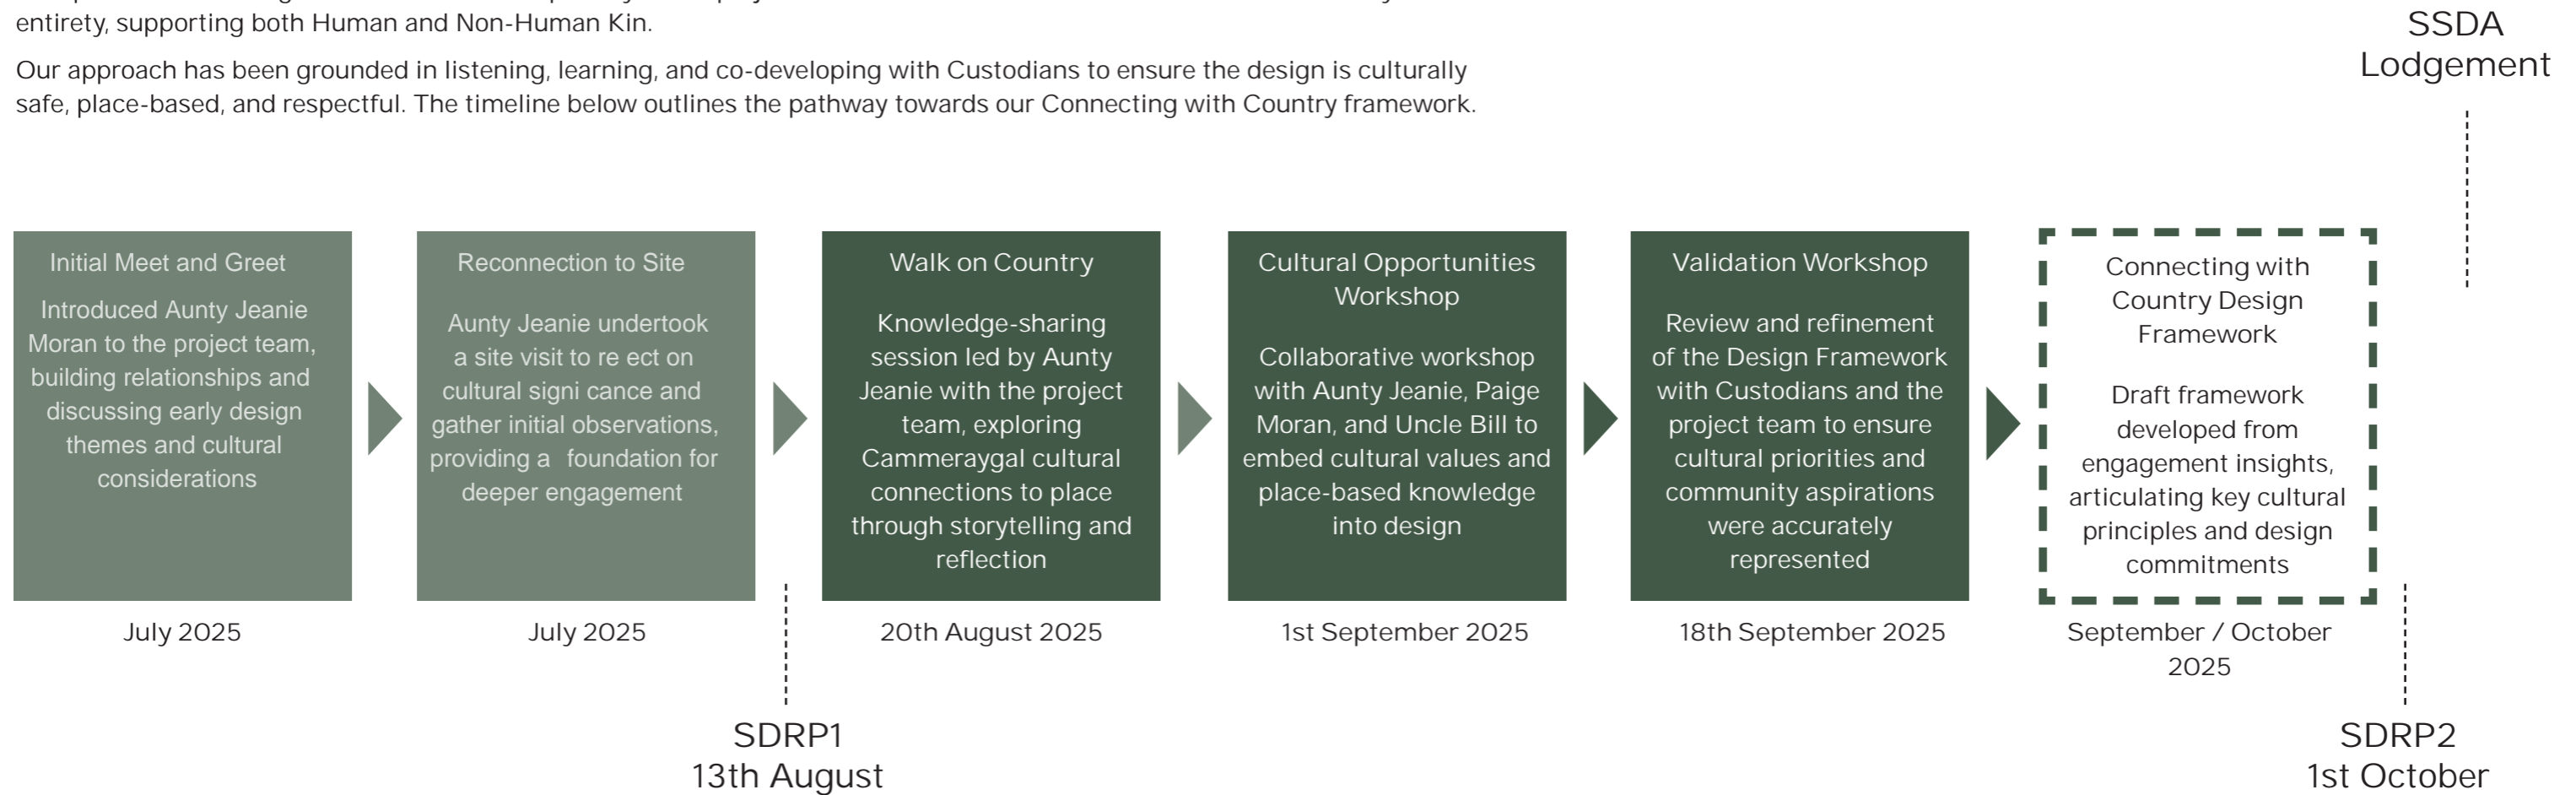 entirety, supporting both Human and Non-Human Kin.
Our approach has been grounded in listening, learning, and co-developing with Custodians to ensure the design is culturally
safe, place-based, and respectful. The timeline below outlines the pathway towards our Connecting with Country framework.
SSDA
Lodgement
Initial Meet and Greet
Introduced Aunty Jeanie
Moran to the project team,
building relationships and
discussing early design
themes and cultural
considerations
July 2025
Reconnection to Site
Aunty Jeanie undertook
a site visit to re ect on
cultural signi cance and
gather initial observations,
providing a foundation for
deeper engagement
July 2025
SDRP1
13th August
Walk on Country
Knowledge-sharing
session led by Aunty
Jeanie with the project
team, exploring
Cammeraygal cultural
connections to place
through storytelling and
reflection
20th August 2025
Cultural Opportunities
Workshop
Collaborative workshop
with Aunty Jeanie, Paige
Moran, and Uncle Bill to
embed cultural values and
place-based knowledge
into design
1st September 2025
Validation Workshop
Review and refinement
of the Design Framework
with Custodians and the
project team to ensure
cultural priorities and
community aspirations
were accurately
represented
18th September 2025
Connecting with
Country Design
Framework
Draft framework
developed from
engagement insights,
articulating key cultural
principles and design
commitments
September / October
2025
SDRP2
1st October